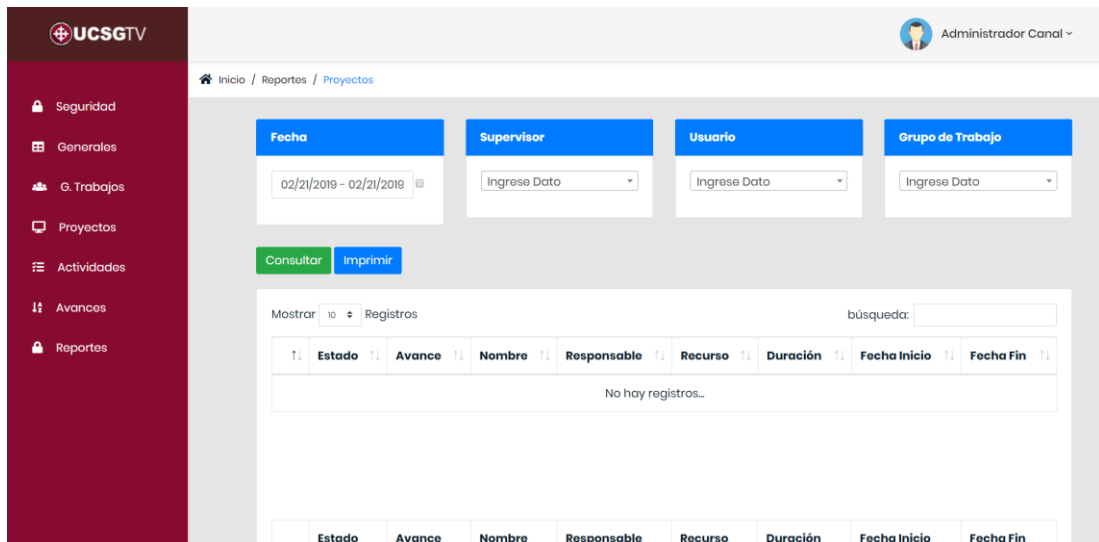 UCSGTV
Administrador Canal
Inicio / Reportes / Proyectos
Seguridad
Generales
G. Trabajos
Proyectos
Actividades
Avances
Reportes
Fecha
Supervisor
Usuario
Grupo de Trabajo
02/21/2019 - 02/21/2019
Ingrese Dato
Ingrese Dato
Ingrese Dato
Consultar
Imprimir
Mostrar 10 Registros
búsqueda:
Estado Avance Nombre Responsable Recurso Duración Fecha Inicio Fecha Fin
No hay registros...
Estado Avance Nombre Responsable Recurso Duración Fecha Inicio Fecha Fin